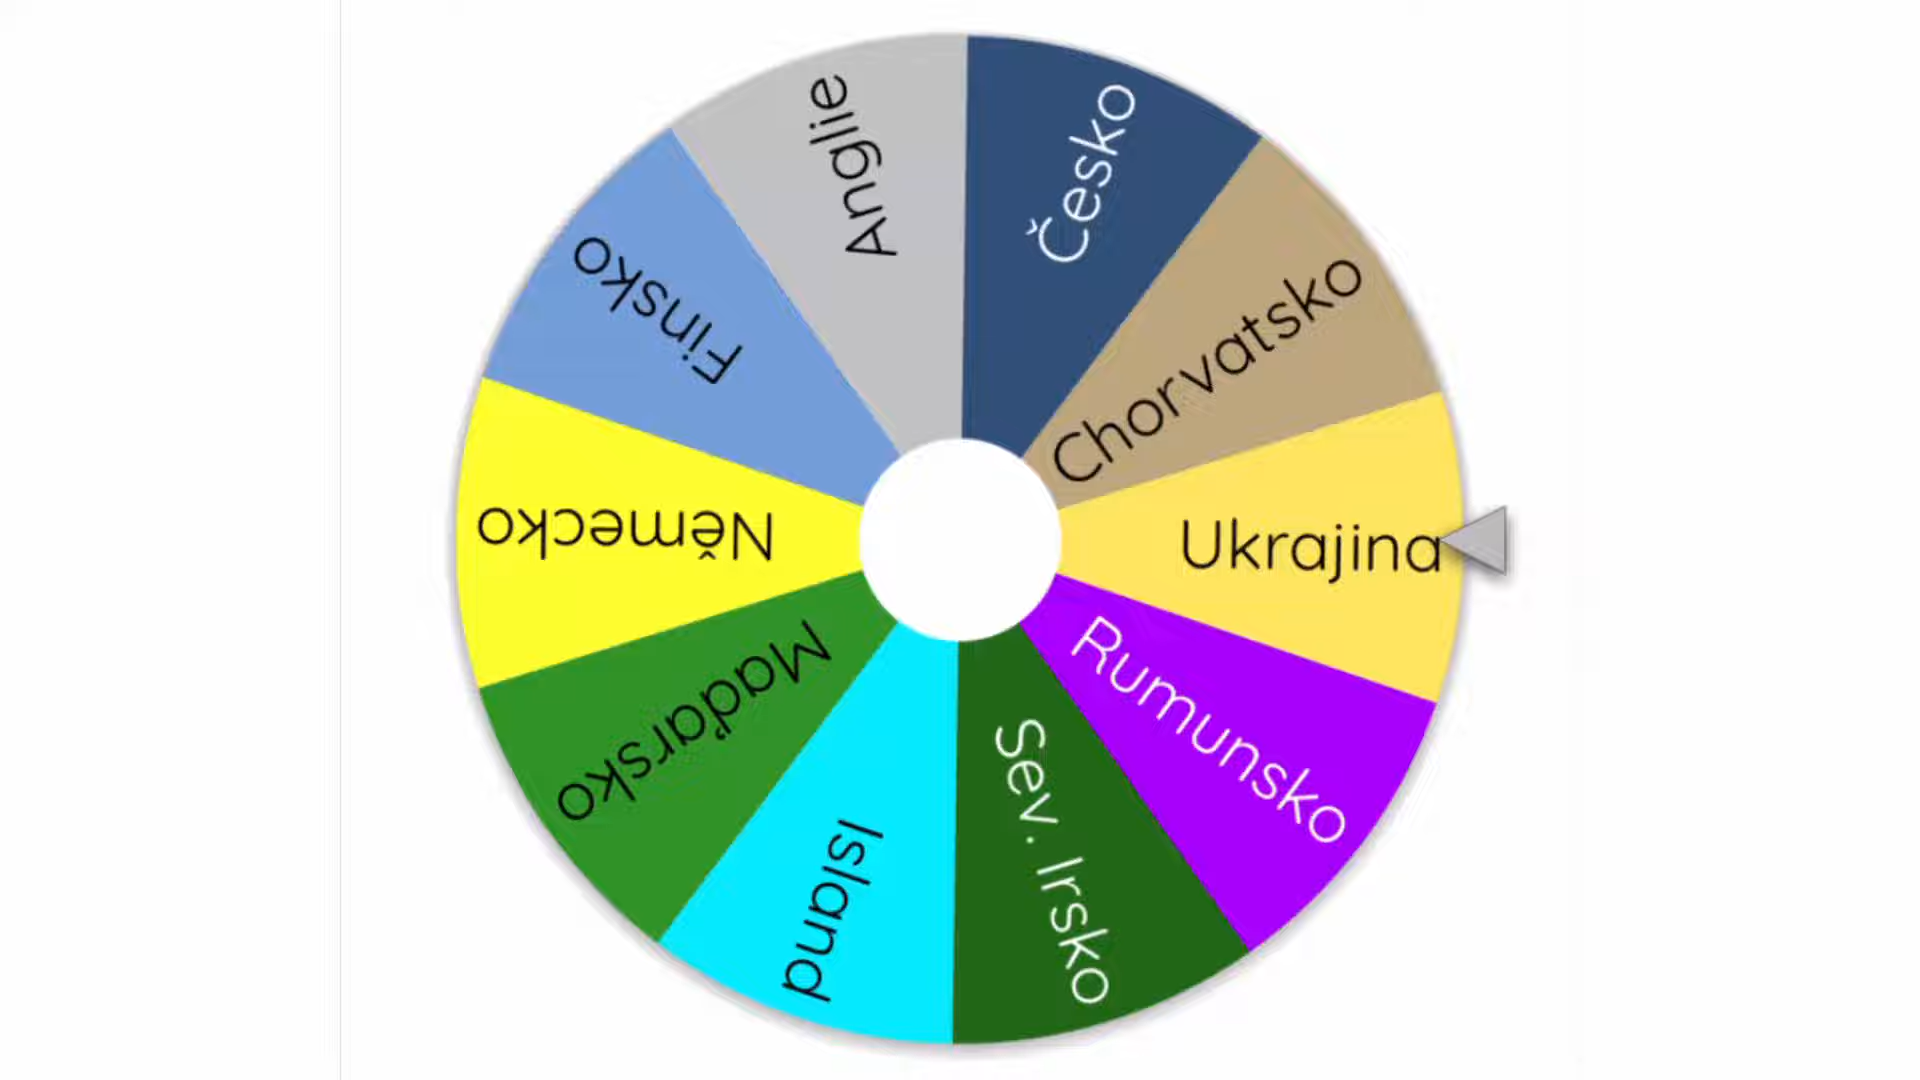 Česko
Chorvatsko
Ukrajina
Rumunsko
Sev. Irsko
Island
Maďarsko
Německo
Finsko
Anglie